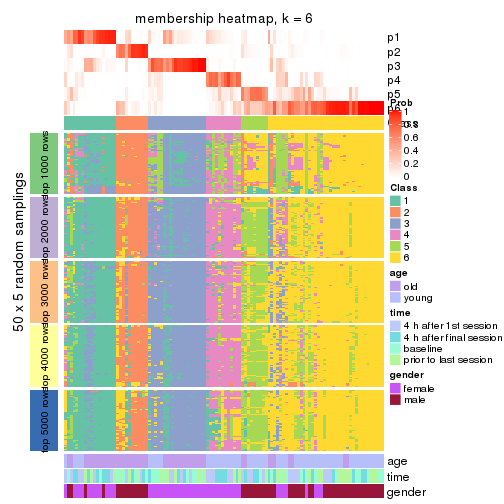 membership heatmap, k = 6
p1
p2
p3
p4
p5
p6
Prob
1
0.8
0.6
0.4
0.2
0
Class
Class
1
2
3
4
5
6
age
old
young
time
4 h after 1st session
4 h after final session
baseline
prior to last session
gender
female
male
50 x 5 random samplings
top 1000 rows
top 2000 rows
top 3000 rows
top 4000 rows
top 5000 rows
age
time
gender